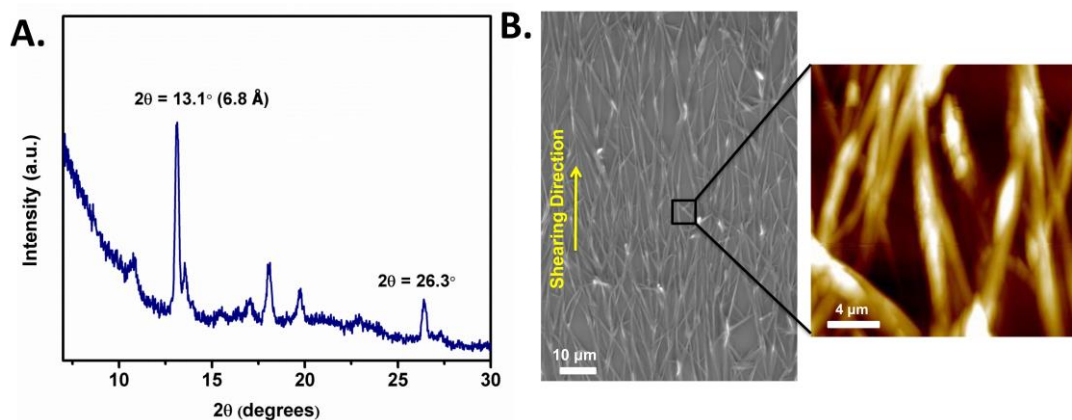 A.
2θ = 13.1° (6.8 Å)
2θ = 26.3°
Intensity (a.u.)
10 15 20 25 30
2θ (degrees)
B.
Shearing Direction
10 µm
4 µm